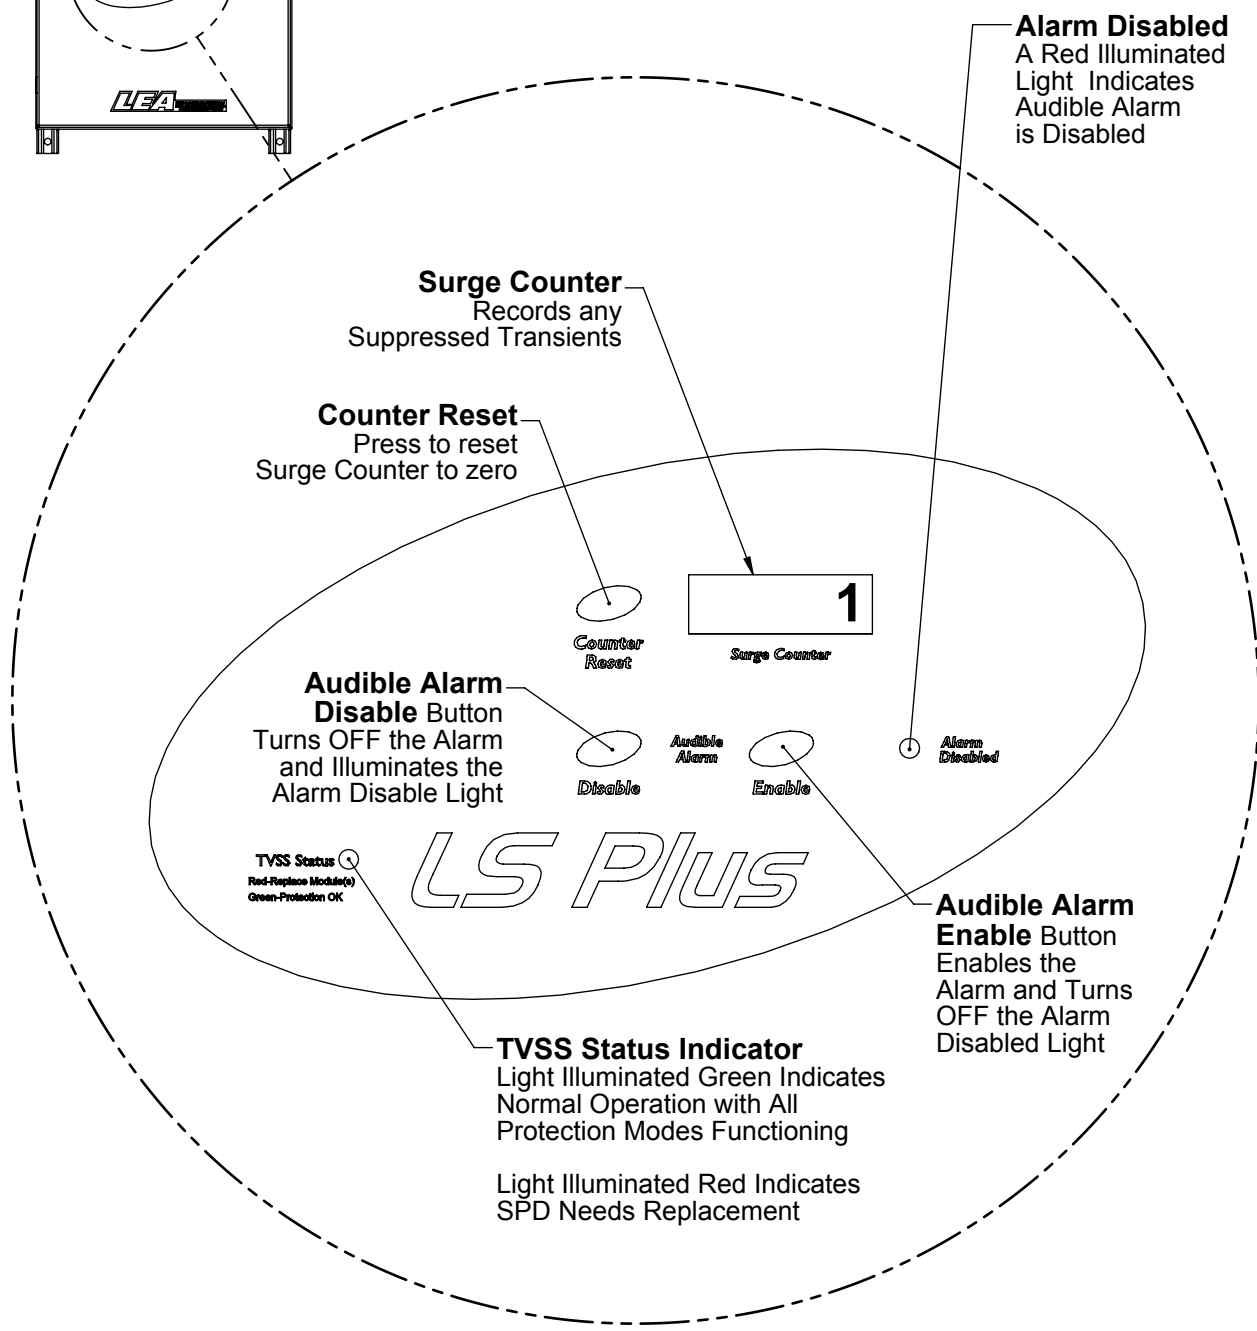 LEA
Alarm Disabled
A Red Illuminated
Light Indicates
Audible Alarm
is Disabled
Surge Counter
Records any
Suppressed Transients
Counter Reset
Press to reset
Surge Counter to zero
1
Counter
Reset
Surge Counter
Audible Alarm
Disable Button
Turns OFF the Alarm
and Illuminates the
Alarm Disable Light
Disable
Audible
Alarm
Enable
Alarm
Disabled
TVSS Status
Red-Replace Module(s)
Green-Protection OK
LS Plus
Audible Alarm
Enable Button
Enables the
Alarm and Turns
OFF the Alarm
Disabled Light
TVSS Status Indicator
Light Illuminated Green Indicates
Normal Operation with All
Protection Modes Functioning
Light Illuminated Red Indicates
SPD Needs Replacement